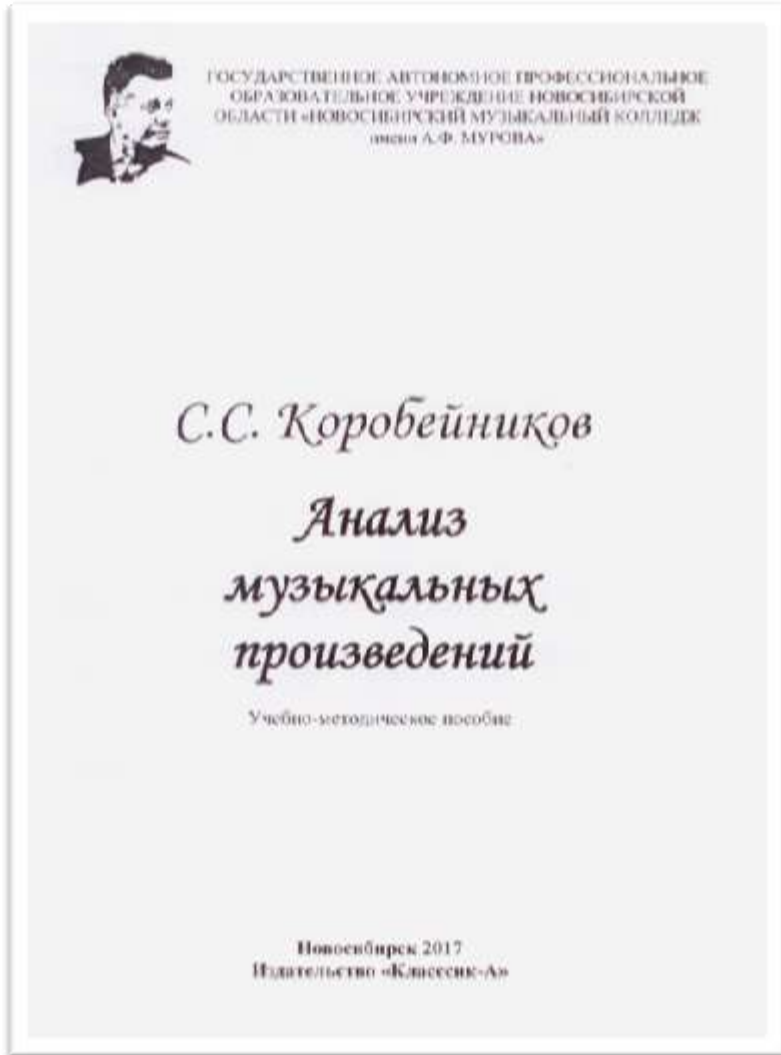 ГОСУДАРСТВЕННОЕ АВТОНОМНОЕ ПРОФЕССИОНАЛЬНОЕ
ОБРАЗОВАТЕЛЬНОЕ УЧРЕЖДЕНИЕ НОВОСИБИРСКОЙ
ОБЛАСТИ «НОВОСИБИРСКИЙ МУЗЫКАЛЬНЫЙ КОЛЛЕДЖ
имени А.Ф. МУРОВА»
С.С. Коробейников
Анализ
музыкальных
произведений
Учебно-методическое пособие
Новосибирск 2017
Издательство «Классик-А»